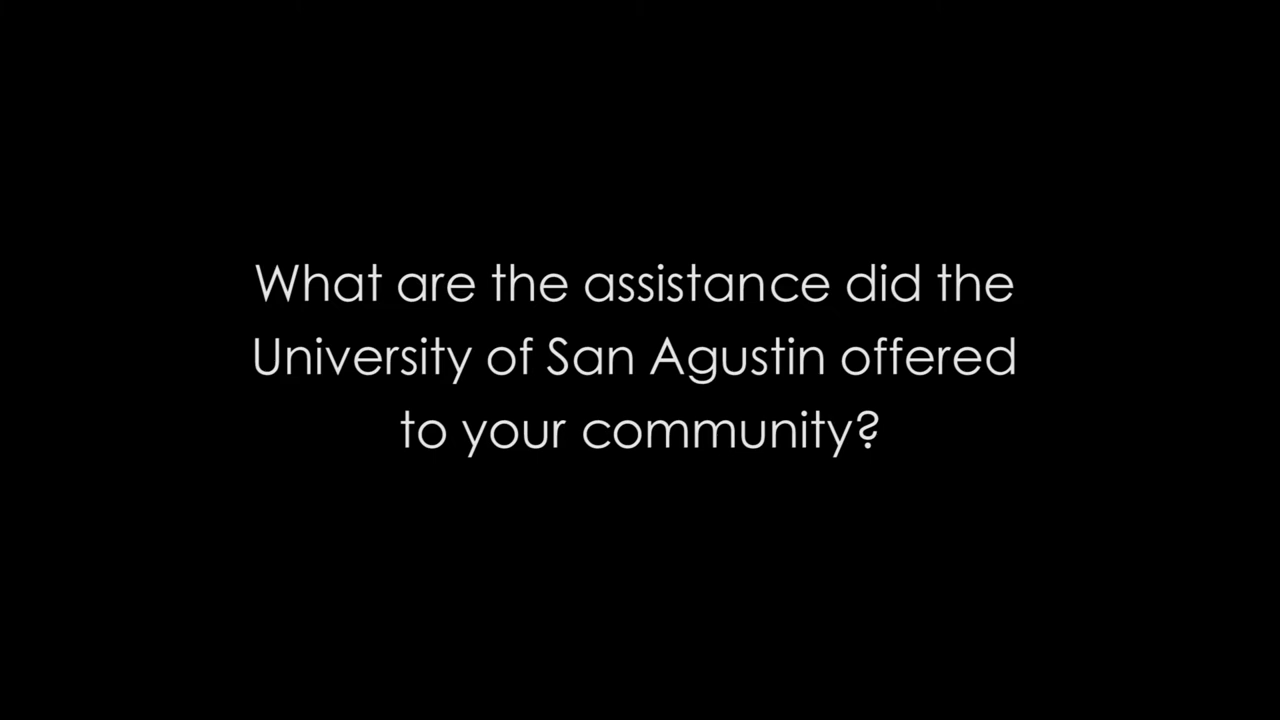 What are the assistance did the
University of San Agustin offered
to your community?